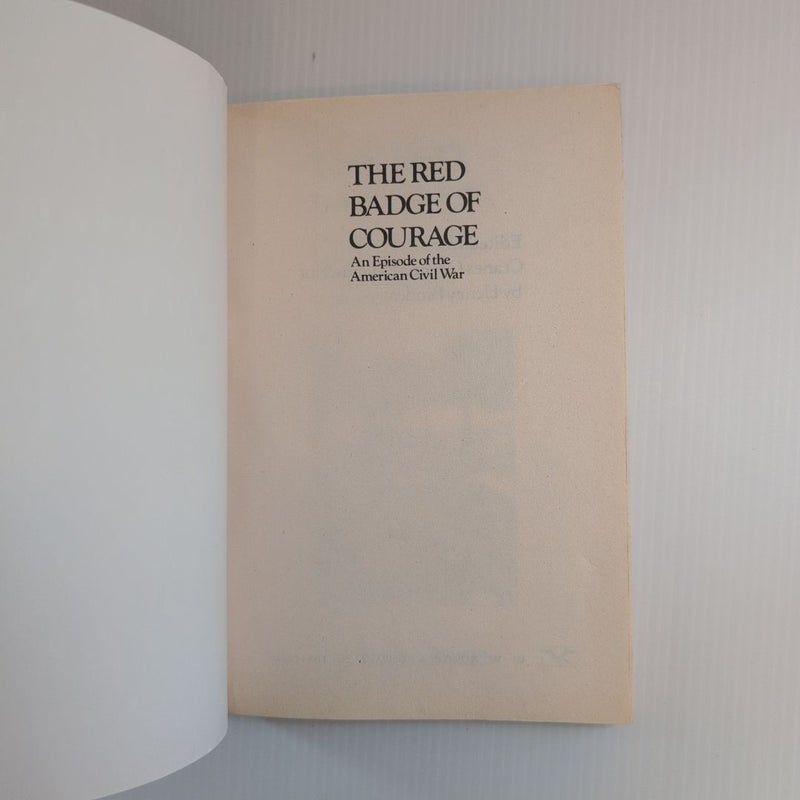 THE RED
BADGE OF
COURAGE
An Episode of the
American Civil War